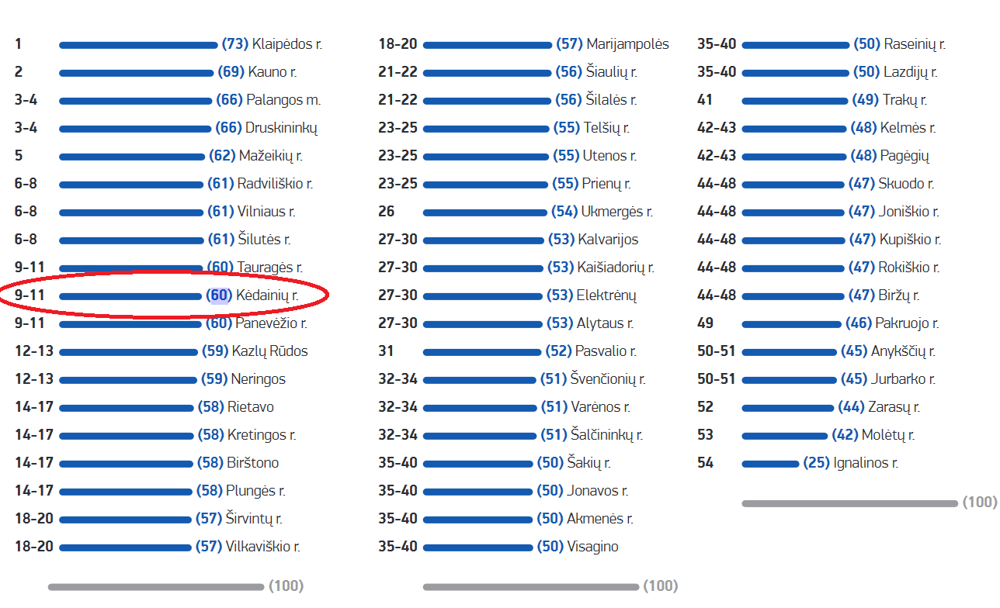 1 (73) Klaipėdos r.
2 (69) Kauno r.
3-4 (66) Palangos m.
3-4 (66) Druskininkų
5 (62) Mažeikių r.
6-8 (61) Radviliškio r.
6-8 (61) Vilniaus r.
6-8 (61) Šilutės r.
9-11 (60) Tauragės r.
9-11 (60) Kėdainių r.
9-11 (60) Panevėžio r.
12-13 (59) Kazlų Rūdos
12-13 (59) Neringos
14-17 (58) Rietavo
14-17 (58) Kretingos r.
14-17 (58) Birštono
14-17 (58) Plungės r.
18-20 (57) Širvintų r.
18-20 (57) Vilkaviškio r.
(100)
18-20 (57) Marijampolės
21-22 (56) Šiaulių r.
21-22 (56) Šilalės r.
23-25 (55) Telšių r.
23-25 (55) Utenos r.
23-25 (55) Prienų r.
26 (54) Ukmergės r.
27-30 (53) Kalvarijos
27-30 (53) Kaišiadorių r.
27-30 (53) Elektrėnų
27-30 (53) Alytaus r.
31 (52) Pasvalio r.
32-34 (51) Švenčionių r.
32-34 (51) Varėnos r.
32-34 (51) Šalčininkų r.
35-40 (50) Šakių r.
35-40 (50) Jonavos r.
35-40 (50) Akmenės r.
35-40 (50) Visagino
(100)
35-40 (50) Raseinių r.
35-40 (50) Lazdijų r.
41 (49) Trakų r.
42-43 (48) Kelmės r.
42-43 (48) Pagėgių
44-48 (47) Skuodo r.
44-48 (47) Joniškio r.
44-48 (47) Kupiškio r.
44-48 (47) Rokiškio r.
44-48 (47) Biržų r.
49 (46) Pakruojo r.
50-51 (45) Anykščių r.
50-51 (45) Jurbarko r.
52 (44) Zarasų r.
53 (42) Molėtų r.
54 (25) Ignalinos r.
(100)